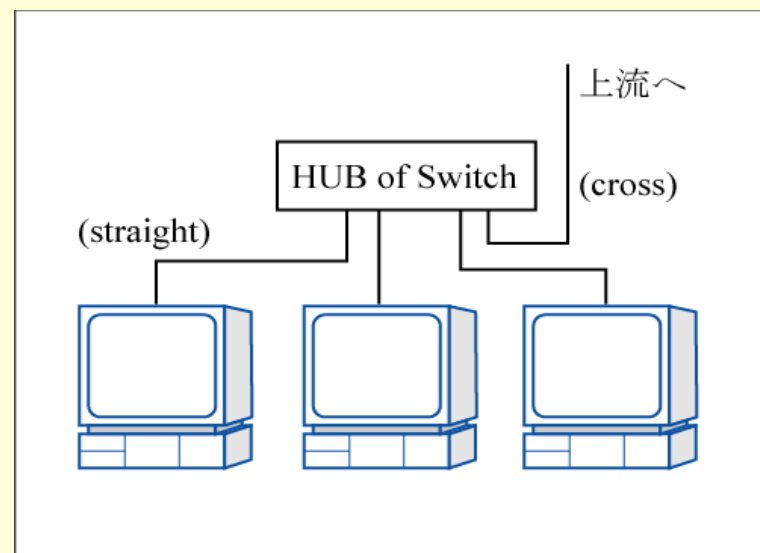 上流へ
HUB of Switch
(cross)
(straight)